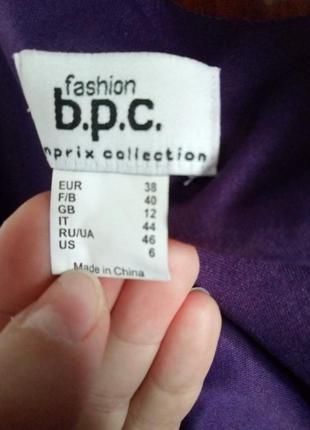 fashion
b.p.c.
nprix collection
EUR 38
F/B 40
GB 12
IT 44
RU/UA 46
US 6
Made in China